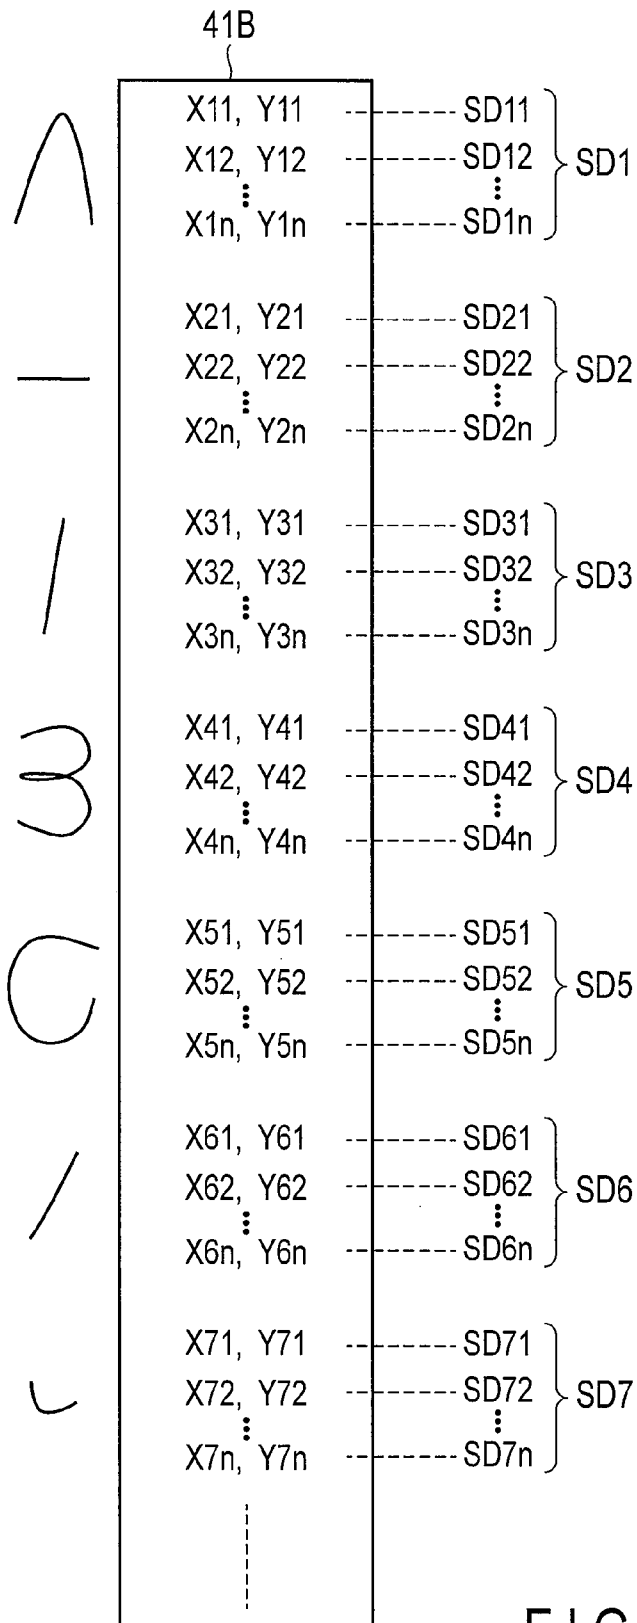 41B
X11, Y11 SD11
X12, Y12 SD12 SD1
X1n, Y1n SD1n
X21, Y21 SD21
X22, Y22 SD22 SD2
X2n, Y2n SD2n
X31, Y31 SD31
X32, Y32 SD32 SD3
X3n, Y3n SD3n
X41, Y41 SD41
X42, Y42 SD42 SD4
X4n, Y4n SD4n
X51, Y51 SD51
X52, Y52 SD52 SD5
X5n, Y5n SD5n
X61, Y61 SD61
X62, Y62 SD62 SD6
X6n, Y6n SD6n
X71, Y71 SD71
X72, Y72 SD72 SD7
X7n, Y7n SD7n